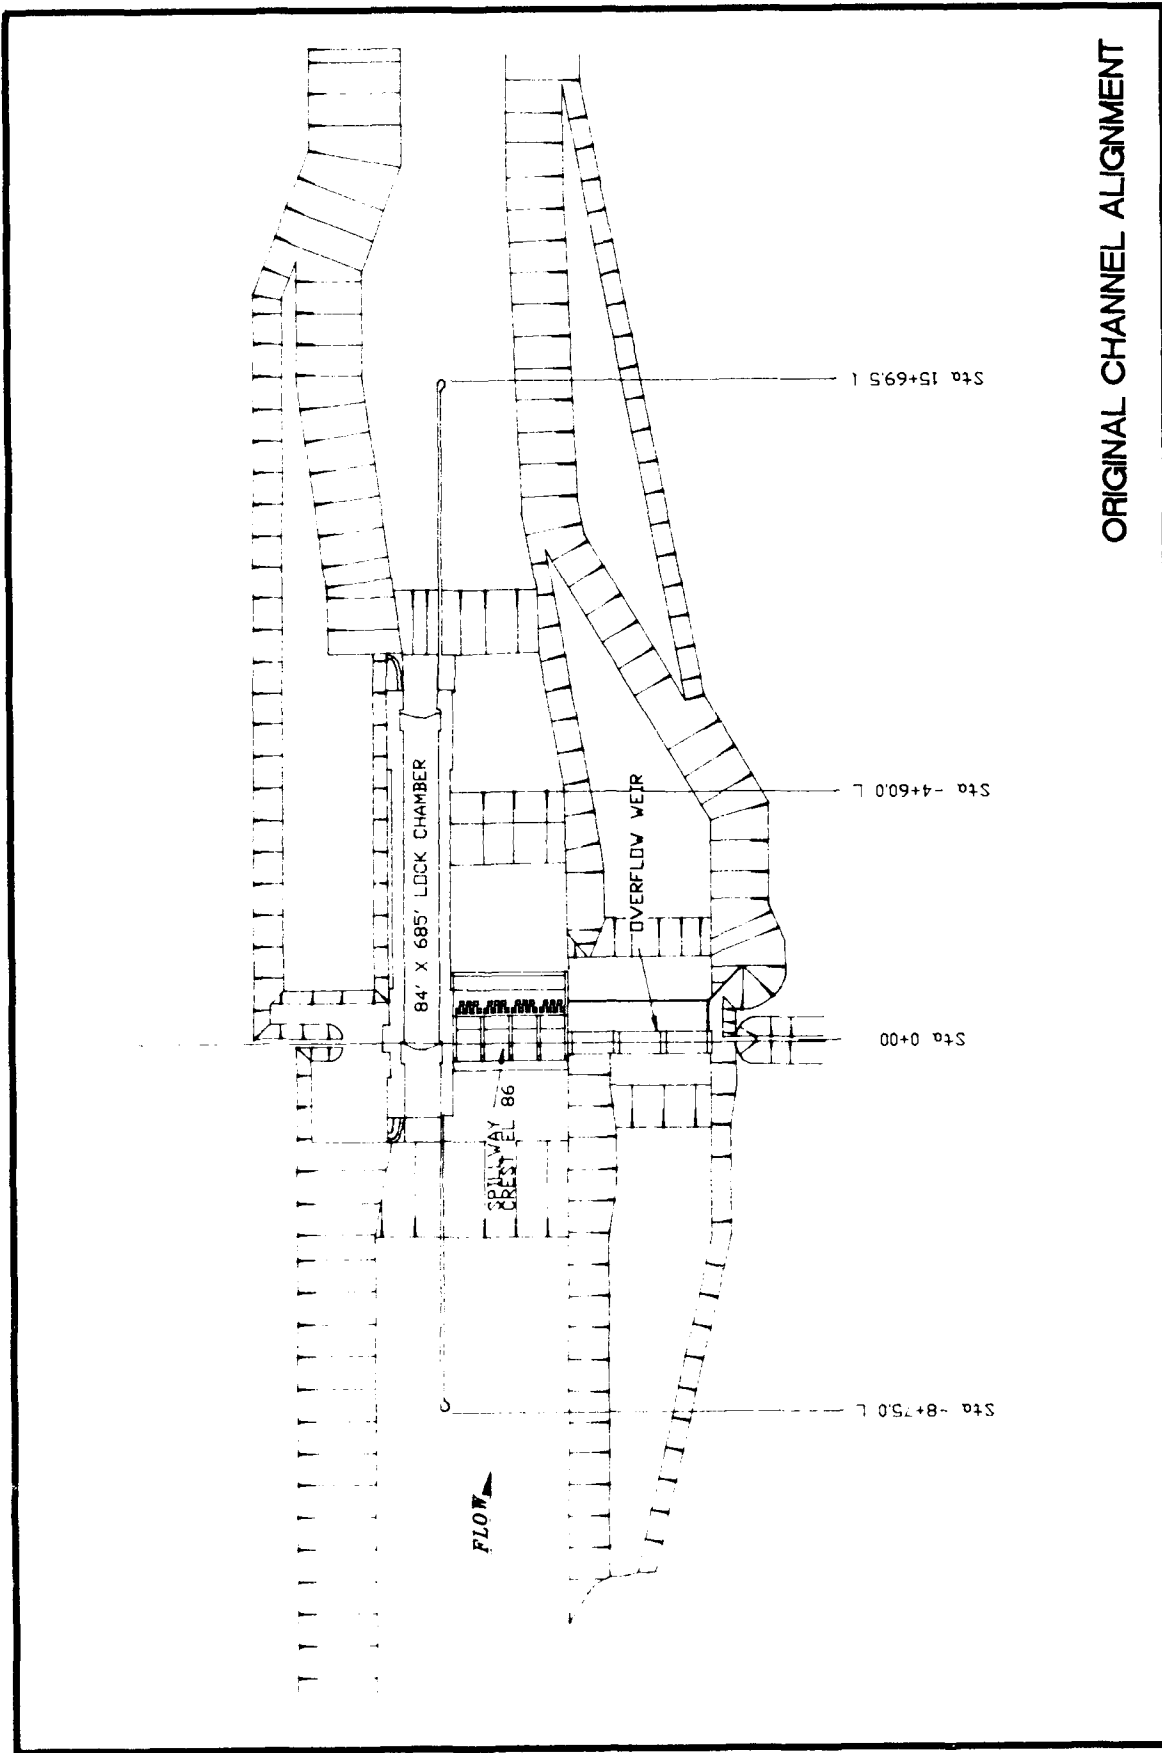 ORIGINAL CHANNEL ALIGNMENT
Sta 15+69.5 L
Sta -4+60.0 L
Sta 0+00
Sta -8+75.0 L
84' X 685' LOCK CHAMBER
OVERFLOW WEIR
SPILLWAY
CREST EL 86
FLOW